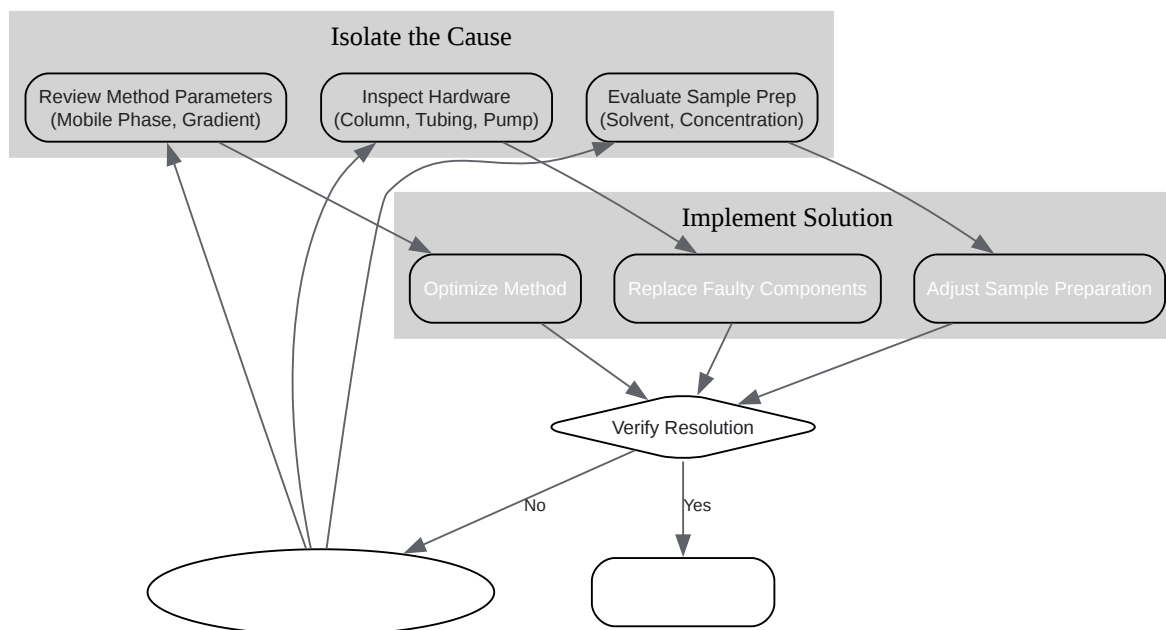 Isolate the Cause
Review Method Parameters
(Mobile Phase, Gradient)
Inspect Hardware
(Column, Tubing, Pump)
Evaluate Sample Prep
(Solvent, Concentration)
Implement Solution
Optimize Method
Replace Faulty Components
Adjust Sample Preparation
Verify Resolution
No
Yes